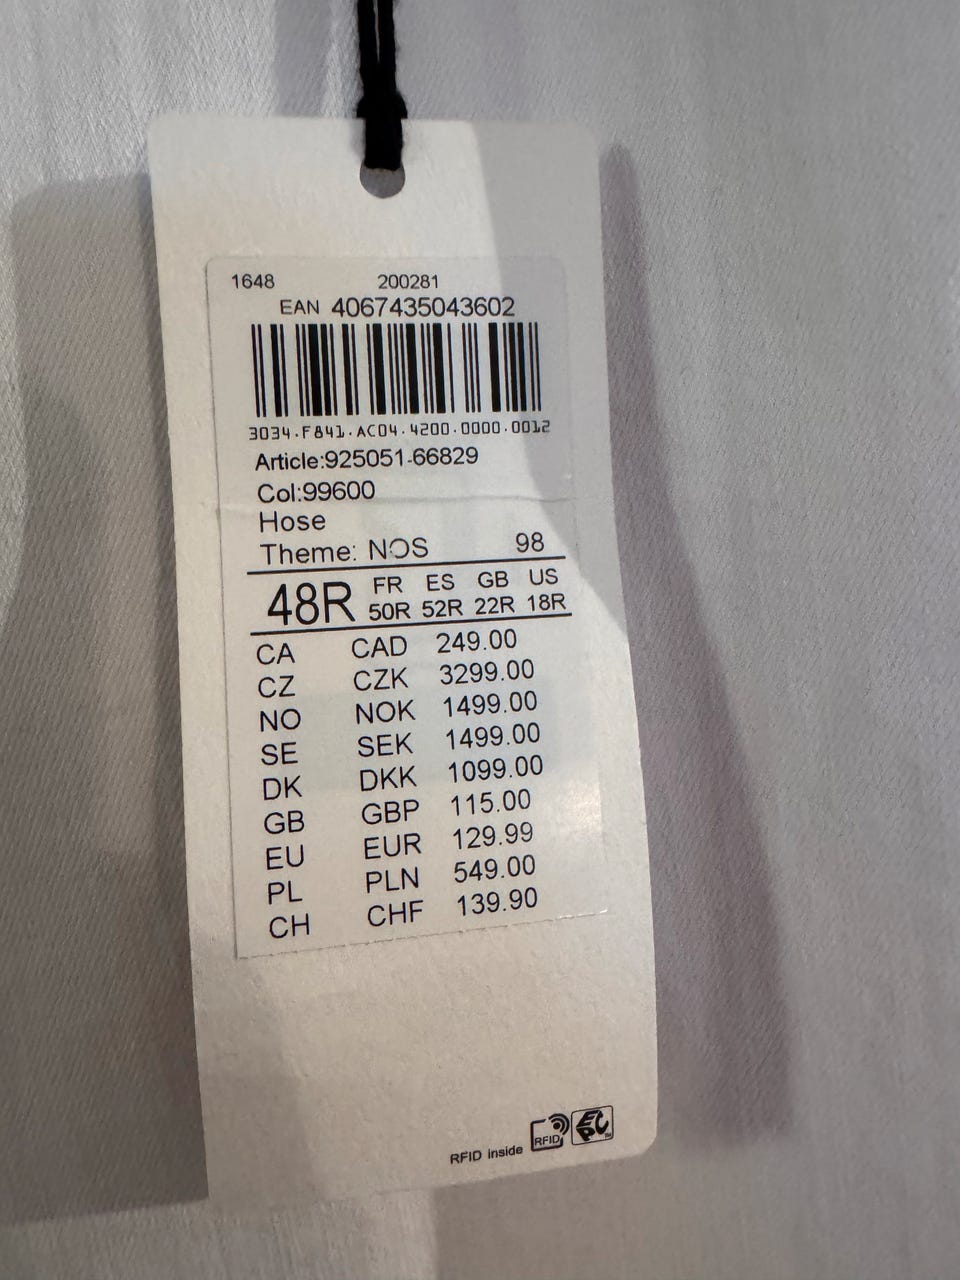 1648 200281
EAN 4067435043602
3034.F841.AC04.4200.0000.0012
Article:925051-66829
Col:99600
Hose
Theme: NOS 98
48R FR ES GB US
50R 52R 22R 18R
CA CAD 249.00
CZ CZK 3299.00
NO NOK 1499.00
SE SEK 1499.00
DK DKK 1099.00
GB GBP 115.00
EU EUR 129.99
PL PLN 549.00
CH CHF 139.90
RFID inside RFID EPC TM